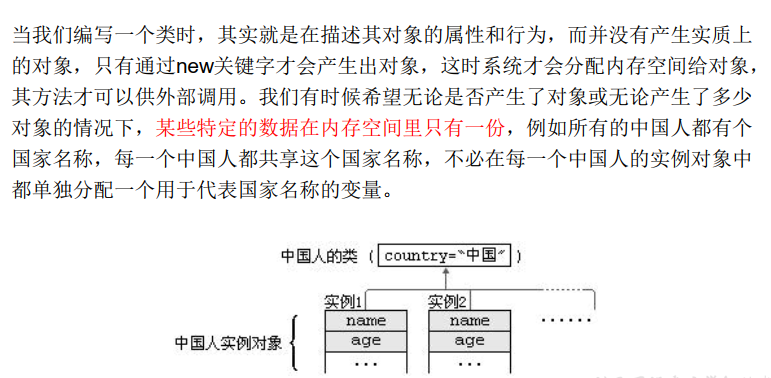 当我们编写一个类时，其实就是在描述其对象的属性和行为，而并没有产生实质上
的对象，只有通过new关键字才会产生出对象，这时系统才会分配内存空间给对象，
其方法才可以供外部调用。我们有时候希望无论是否产生了对象或无论产生了多少
对象的情况下，某些特定的数据在内存空间里只有一份，例如所有的中国人都有个
国家名称，每一个中国人都共享这个国家名称，不必在每一个中国人的实例对象中
都单独分配一个用于代表国家名称的变量。
中国人的类 ( country="中国" )
实例1 实例2
name name ······
中国人实例对象 age age
··· ···